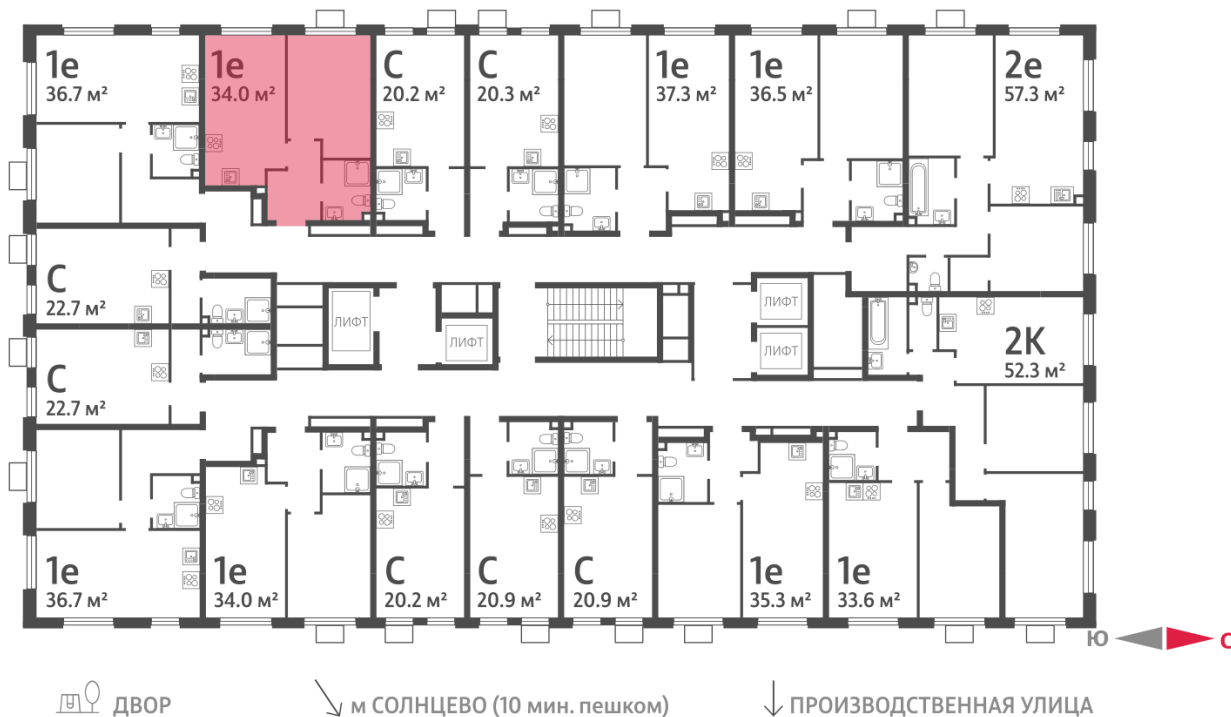 1е
36.7 м²
1е
34.0 м²
С
20.2 м²
С
20.3 м²
1е
37.3 м²
1е
36.5 м²
2е
57.3 м²
С
22.7 м²
ЛИФТ
ЛИФТ
ЛИФТ
ЛИФТ
2К
52.3 м²
С
22.7 м²
1е
36.7 м²
1е
34.0 м²
С
20.2 м²
С
20.9 м²
С
20.9 м²
1е
35.3 м²
1е
33.6 м²
Ю
С
ДВОР
м СОЛНЦЕВО (10 мин. пешком)
ПРОИЗВОДСТВЕННАЯ УЛИЦА